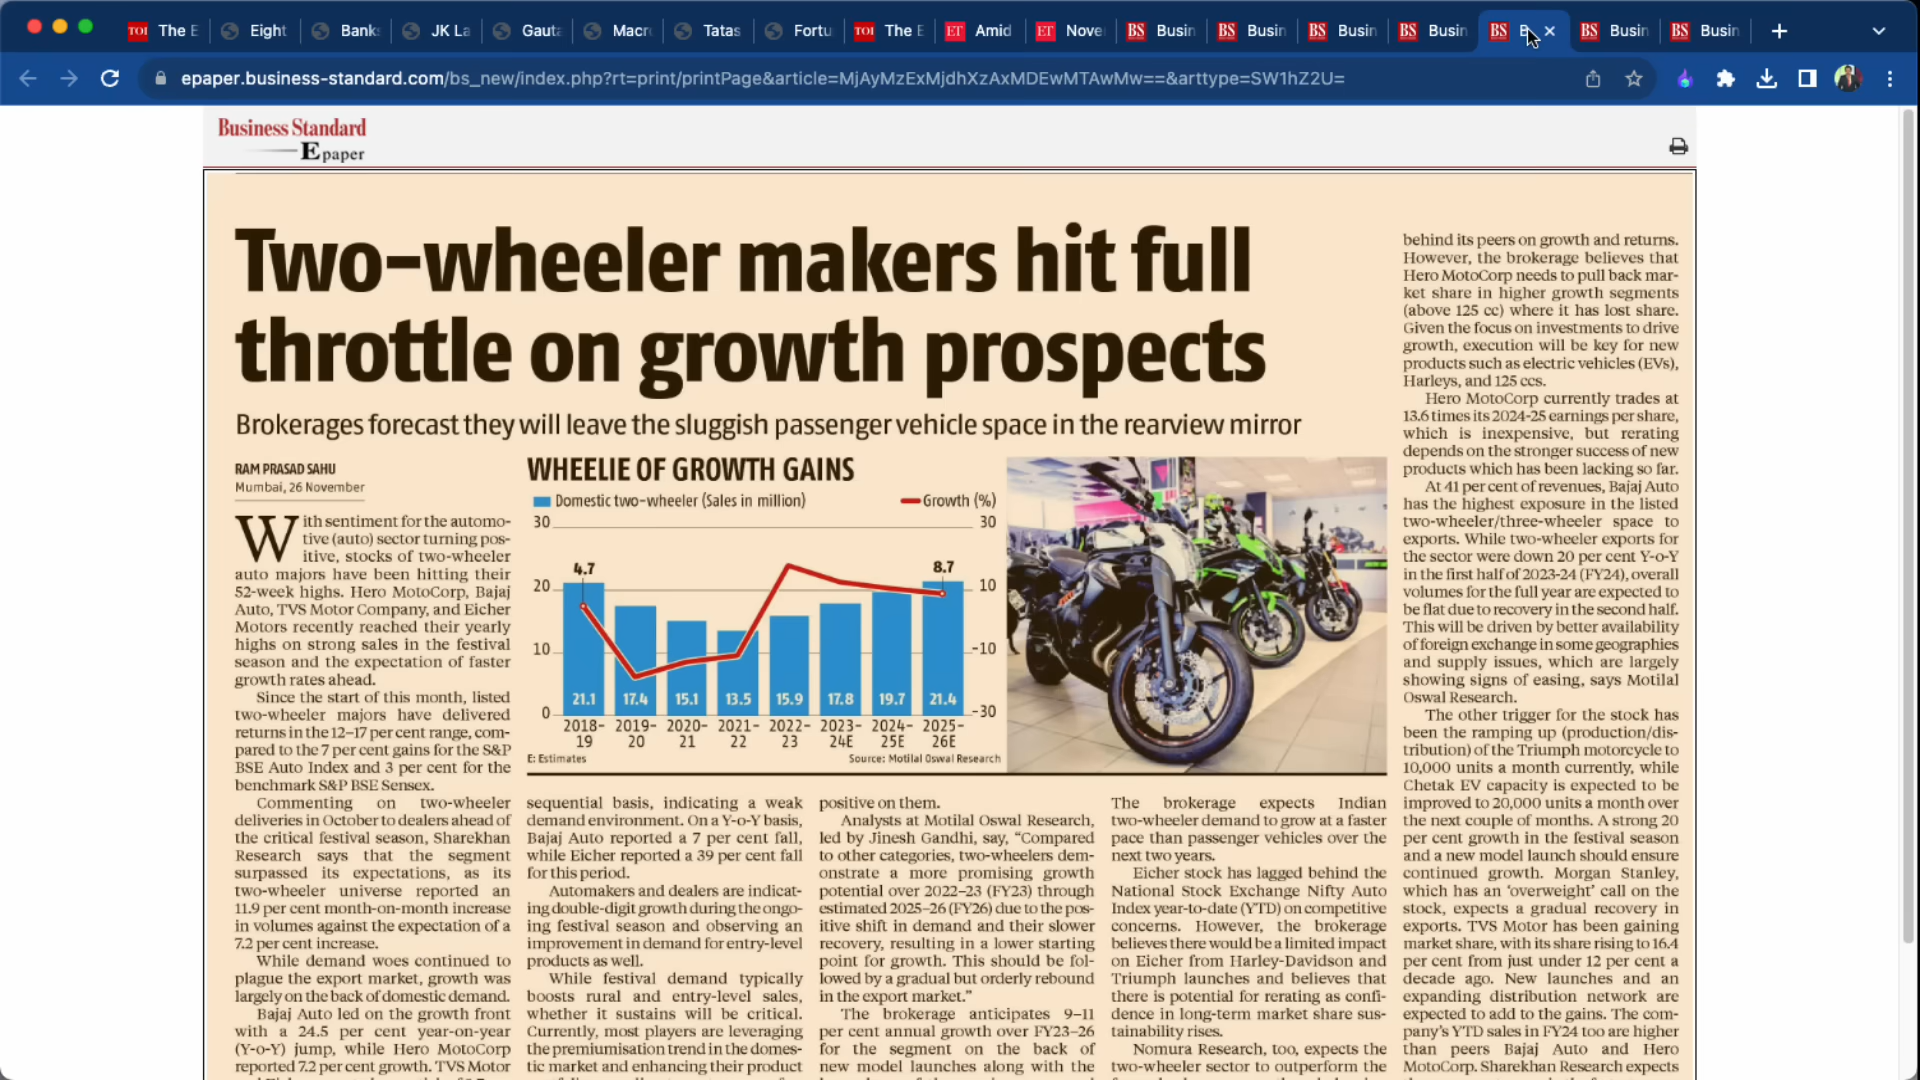 The E
Eight
Bank
JK La
Gauta
Macr
Tatas
Fortu
The E
Amid
Nove
Busin
Busin
Busin
Busin
Busin
Busin
epaper.business-standard.com/bs_new/index.php?rt=print/printPage&article=MjAyMzExMjdhXzAxMDEwMTAwMw==&arttype=SW1hZ2U=
Business Standard
Epaper
Two-wheeler makers hit full
throttle on growth prospects
Brokerages forecast they will leave the sluggish passenger vehicle space in the rearview mirror
RAM PRASAD SAHU
Mumbai, 26 November
With sentiment for the automo-
tive (auto) sector turning pos-
itive, stocks of two-wheeler
auto majors have been hitting their
52-week highs. Hero MotoCorp, Bajaj
Auto, TVS Motor Company, and Eicher
Motors recently reached their yearly
highs on strong sales in the festival
season and the expectation of faster
growth rates ahead.
Since the start of this month, listed
two-wheeler majors have delivered
returns in the 12–17 per cent range, com-
pared to the 7 per cent gains for the S&P
BSE Auto Index and 3 per cent for the
benchmark S&P BSE Sensex.
Commenting on two-wheeler
deliveries in October to dealers ahead of
the critical festival season, Sharekhan
Research says that the segment
surpassed its expectations, as its
two-wheeler universe reported an
11.9 per cent month-on-month increase
in volumes against the expectation of a
7.2 per cent increase.
While demand woes continued to
plague the export market, growth was
largely on the back of domestic demand.
Bajaj Auto led on the growth front
with a 24.5 per cent year-on-year
(Y-o-Y) jump, while Hero MotoCorp
reported 7.2 per cent growth. TVS Motor
WHEELIE OF GROWTH GAINS
Domestic two-wheeler (Sales in million)
Growth (%)
30
20
10
0
30
10
-10
-30
4.7
8.7
21.1 17.4 15.1 13.5 15.9 17.8 19.7 21.4
2018-19 2019-20 2020-21 2021-22 2022-23 2023-24E 2024-25E 2025-26E
E: Estimates
Source: Motilal Oswal Research
sequential basis, indicating a weak
demand environment. On a Y-o-Y basis,
Bajaj Auto reported a 7 per cent fall,
while Eicher reported a 39 per cent fall
for this period.
Automakers and dealers are indicat-
ing double-digit growth during the ongo-
ing festival season and observing an
improvement in demand for entry-level
products as well.
While festival demand typically
boosts rural and entry-level sales,
whether it sustains will be critical.
Currently, most players are leveraging
the premiumisation trend in the domes-
tic market and enhancing their product
positive on them.
Analysts at Motilal Oswal Research,
led by Jinesh Gandhi, say, “Compared
to other categories, two-wheelers dem-
onstrate a more promising growth
potential over 2022–23 (FY23) through
estimated 2025–26 (FY26) due to the pos-
itive shift in demand and their slower
recovery, resulting in a lower starting
point for growth. This should be fol-
lowed by a gradual but orderly rebound
in the export market.”
The brokerage anticipates 9–11
per cent annual growth over FY23–26
for the segment on the back of
new model launches along with the
The brokerage expects Indian
two-wheeler demand to grow at a faster
pace than passenger vehicles over the
next two years.
Eicher stock has lagged behind the
National Stock Exchange Nifty Auto
Index year-to-date (YTD) on competitive
concerns. However, the brokerage
believes there would be a limited impact
on Eicher from Harley-Davidson and
Triumph launches and believes that
there is potential for rerating as confi-
dence in long-term market share sus-
tainability rises.
Nomura Research, too, expects the
two-wheeler sector to outperform the
behind its peers on growth and returns.
However, the brokerage believes that
Hero MotoCorp needs to pull back mar-
ket share in higher growth segments
(above 125 cc) where it has lost share.
Given the focus on investments to drive
growth, execution will be key for new
products such as electric vehicles (EVs),
Harleys, and 125 ccs.
Hero MotoCorp currently trades at
13.6 times its 2024-25 earnings per share,
which is inexpensive, but rerating
depends on the stronger success of new
products which has been lacking so far.
At 41 per cent of revenues, Bajaj Auto
has the highest exposure in the listed
two-wheeler/three-wheeler space to
exports. While two-wheeler exports for
the sector were down 20 per cent Y-o-Y
in the first half of 2023-24 (FY24), overall
volumes for the full year are expected to
be flat due to recovery in the second half.
This will be driven by better availability
of foreign exchange in some geographies
and supply issues, which are largely
showing signs of easing, says Motilal
Oswal Research.
The other trigger for the stock has
been the ramping up (production/dis-
tribution) of the Triumph motorcycle to
10,000 units a month currently, while
Chetak EV capacity is expected to be
improved to 20,000 units a month over
the next couple of months. A strong 20
per cent growth in the festival season
and a new model launch should ensure
continued growth. Morgan Stanley,
which has an ‘overweight’ call on the
stock, expects a gradual recovery in
exports. TVS Motor has been gaining
market share, with its share rising to 16.4
per cent from just under 12 per cent a
decade ago. New launches and an
expanding distribution network are
expected to add to the gains. The com-
pany’s YTD sales in FY24 too are higher
than peers Bajaj Auto and Hero
MotoCorp. Sharekhan Research expects